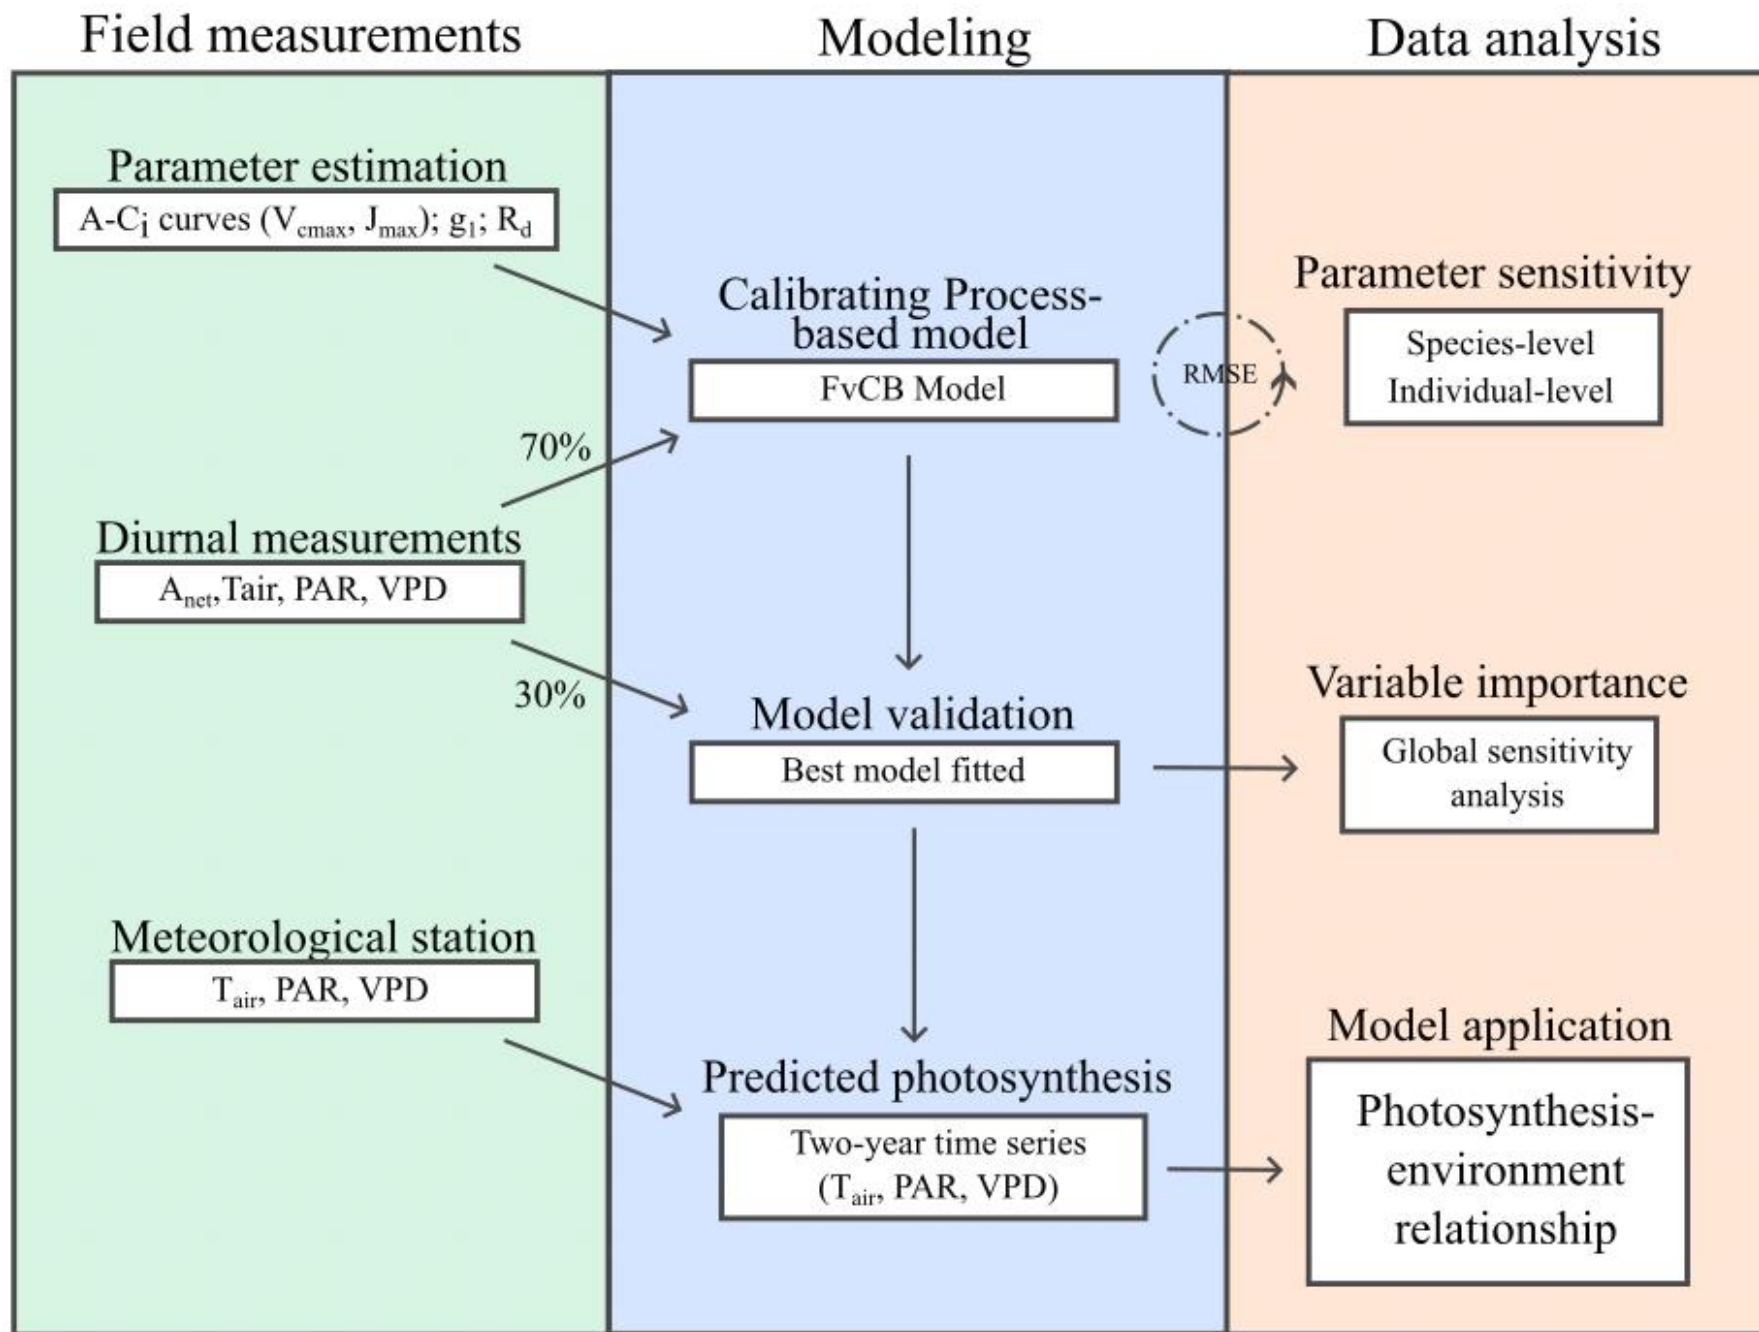 Field measurements
Modeling
Data analysis
Parameter estimation
A-Ci curves (Vcmax, Jmax); g1; Rd
Calibrating Process-
based model
FvCB Model
RMSE
Parameter sensitivity
Species-level
Individual-level
70%
Diurnal measurements
Anet,Tair, PAR, VPD
30%
Model validation
Best model fitted
Variable importance
Global sensitivity
analysis
Meteorological station
Tair, PAR, VPD
Predicted photosynthesis
Two-year time series
(Tair, PAR, VPD)
Model application
Photosynthesis-
environment
relationship